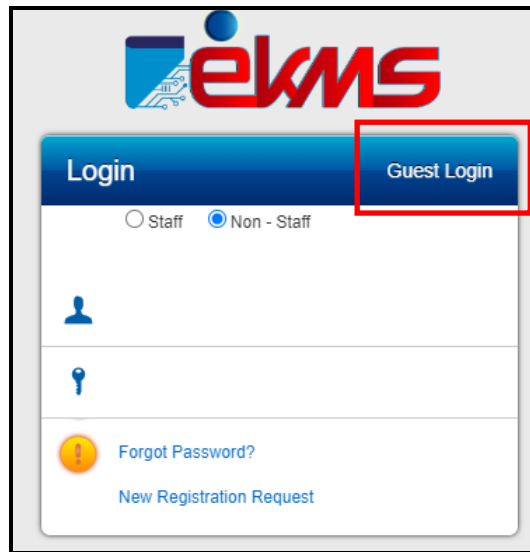 ekms
Login Guest Login
Staff Non - Staff
Forgot Password?
New Registration Request